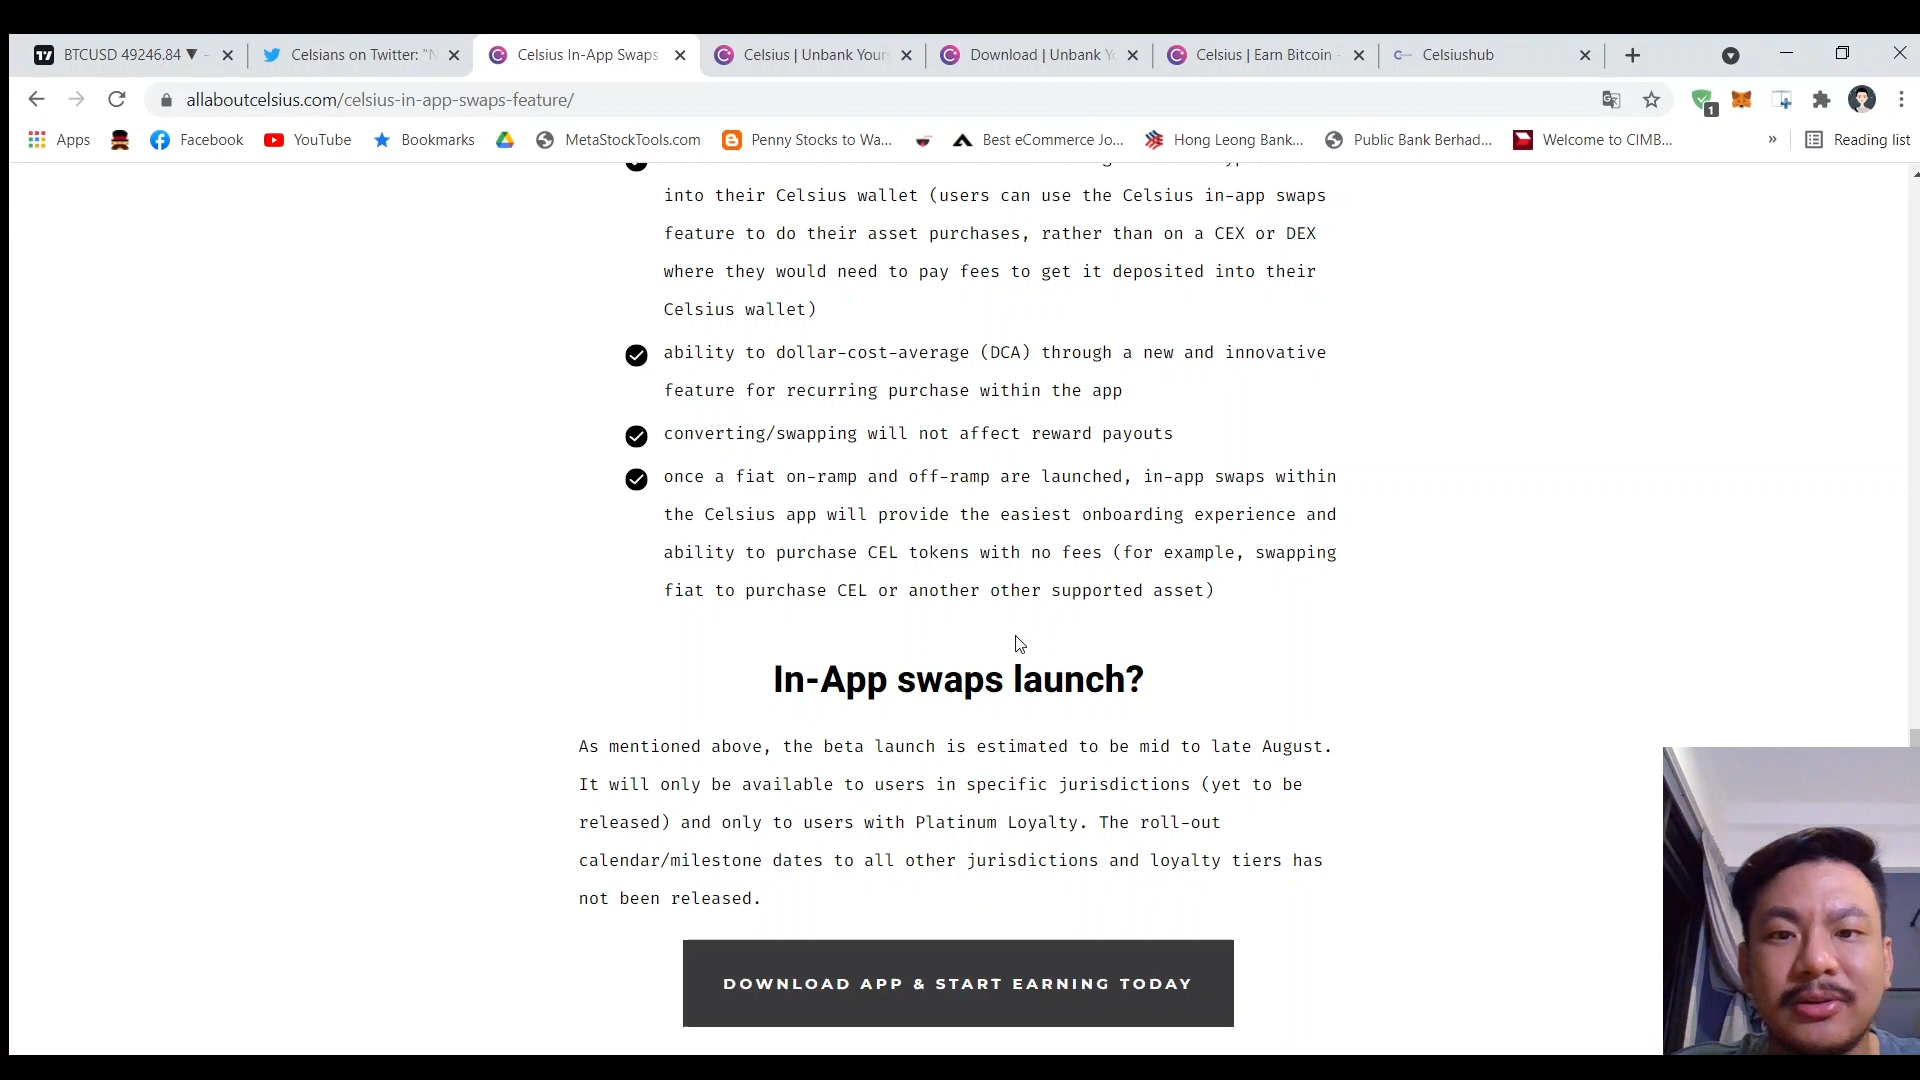 BTCUSD 49246.84 ▼
Celsians on Twitter: "N
Celsius In-App Swaps
Celsius | Unbank Yours
Download | Unbank Y
Celsius | Earn Bitcoin
Celsiushub
allaboutcelsius.com/celsius-in-app-swaps-feature/
1
Apps
Facebook
YouTube
Bookmarks
MetaStockTools.com
Penny Stocks to Wa...
Best eCommerce Jo...
Hong Leong Bank...
Public Bank Berhad...
Welcome to CIMB...
»
Reading list
into their Celsius wallet (users can use the Celsius in-app swaps
feature to do their asset purchases, rather than on a CEX or DEX
where they would need to pay fees to get it deposited into their
Celsius wallet)
ability to dollar-cost-average (DCA) through a new and innovative
feature for recurring purchase within the app
converting/swapping will not affect reward payouts
once a fiat on-ramp and off-ramp are launched, in-app swaps within
the Celsius app will provide the easiest onboarding experience and
ability to purchase CEL tokens with no fees (for example, swapping
fiat to purchase CEL or another other supported asset)
In-App swaps launch?
As mentioned above, the beta launch is estimated to be mid to late August.
It will only be available to users in specific jurisdictions (yet to be
released) and only to users with Platinum Loyalty. The roll-out
calendar/milestone dates to all other jurisdictions and loyalty tiers has
not been released.
DOWNLOAD APP & START EARNING TODAY